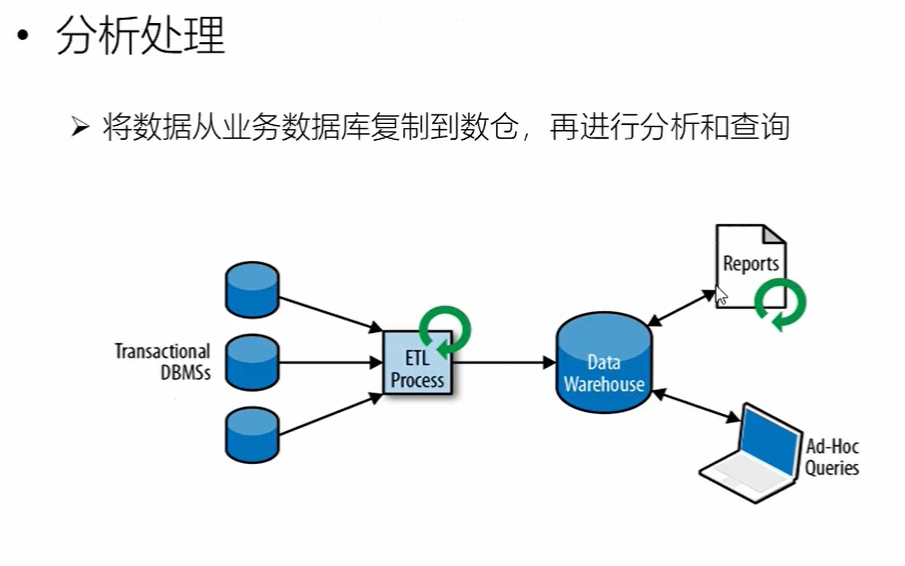 • 分析处理
➢ 将数据从业务数据库复制到数仓，再进行分析和查询
Reports
Transactional
DBMSs
ETL
Process
Data
Warehouse
Ad-Hoc
Queries